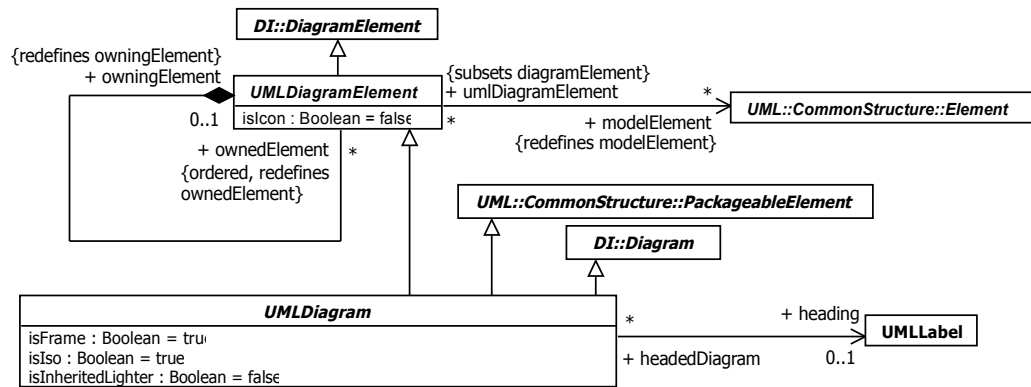 DI::DiagramElement
{redefines owningElement}
+ owningElement
UMLDiagramElement
isIcon : Boolean = false
0..1
{subsets diagramElement}
+ umlDiagramElement
*
*
+ modelElement
{redefines modelElement}
UML::CommonStructure::Element
+ ownedElement
*
{ordered, redefines
ownedElement}
UML::CommonStructure::PackageableElement
DI::Diagram
UMLDiagram
isFrame : Boolean = true
isIso : Boolean = true
isInheritedLighter : Boolean = false
*
+ headedDiagram
+ heading
0..1
UMLLabel